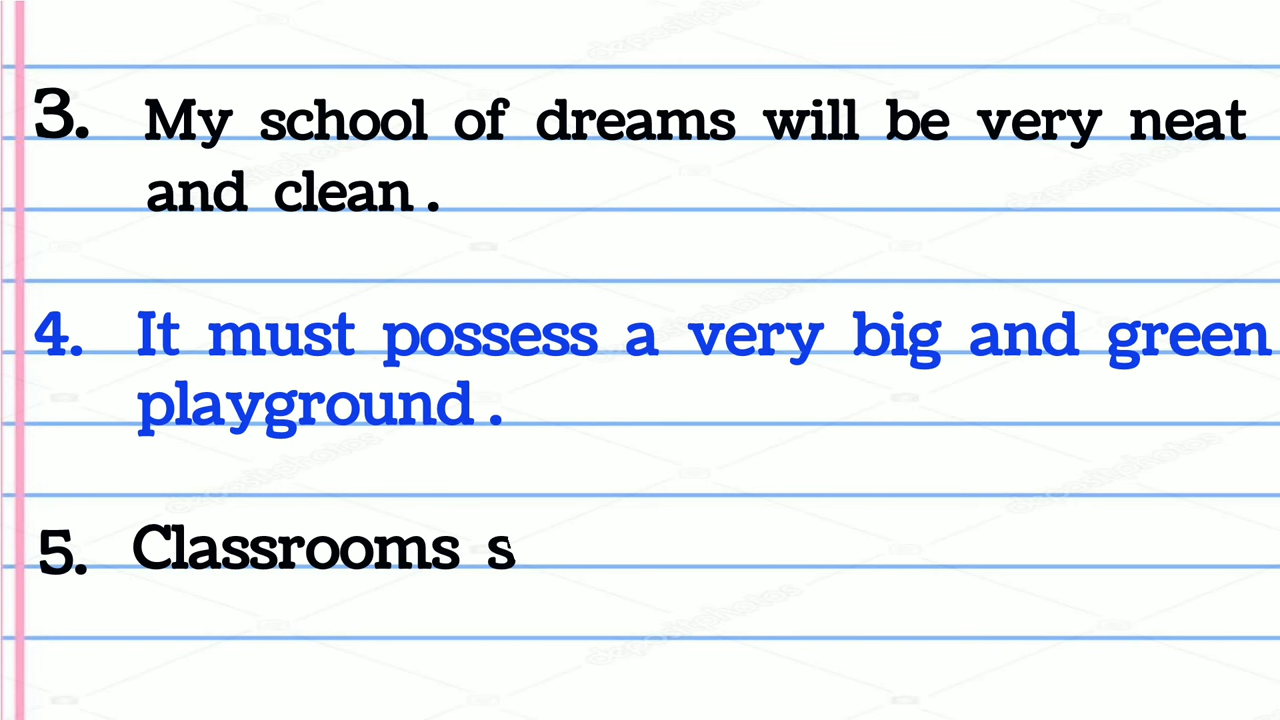 3. My school of dreams will be very neat
and clean .
4. It must possess a very big and green
playground .
5. Classrooms s